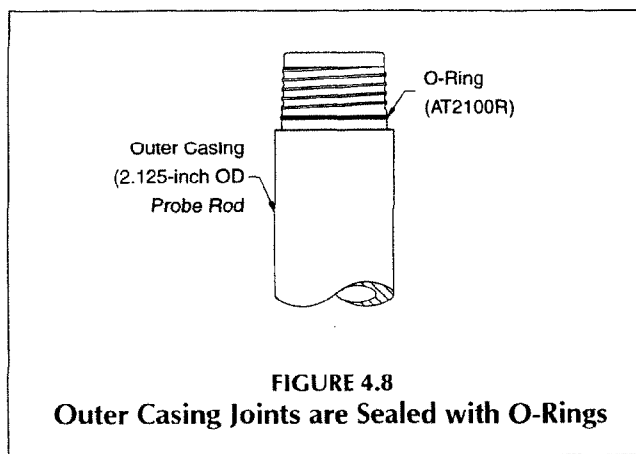 O-Ring
(AT2100R)
Outer Casing
(2.125-inch OD
Probe Rod
FIGURE 4.8
Outer Casing Joints are Sealed with O-Rings